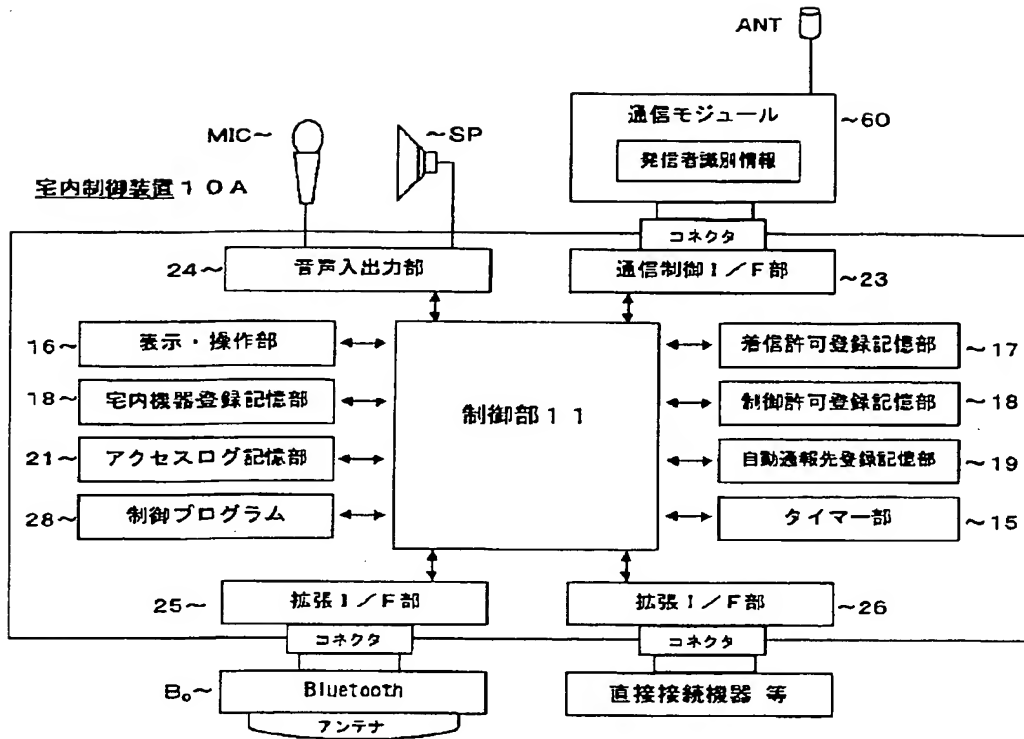 ANT
通信モジュール ~60
発信者識別情報
MIC~
~SP
宅内制御装置10A
コネクタ
24~ 音声入出力部
通信制御I/F部 ~23
16~ 表示・操作部
着信許可登録記憶部 ~17
18~ 宅内機器登録記憶部
制御部11
制御許可登録記憶部 ~18
21~ アクセスログ記憶部
自動通報先登録記憶部 ~19
28~ 制御プログラム
タイマー部 ~15
25~ 拡張I/F部
拡張I/F部 ~26
コネクタ
コネクタ
B₀~ Bluetooth
直接接続機器 等
アンテナ